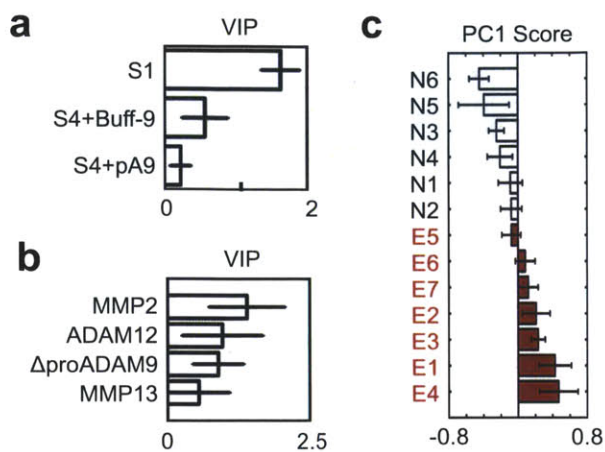 a
VIP
S1
S4+Buff-9
S4+pA9
0 2
b
VIP
MMP2
ADAM12
ΔproADAM9
MMP13
0 2.5
c
PC1 Score
N6
N5
N3
N4
N1
N2
E5
E6
E7
E2
E3
E1
E4
-0.8 0.8